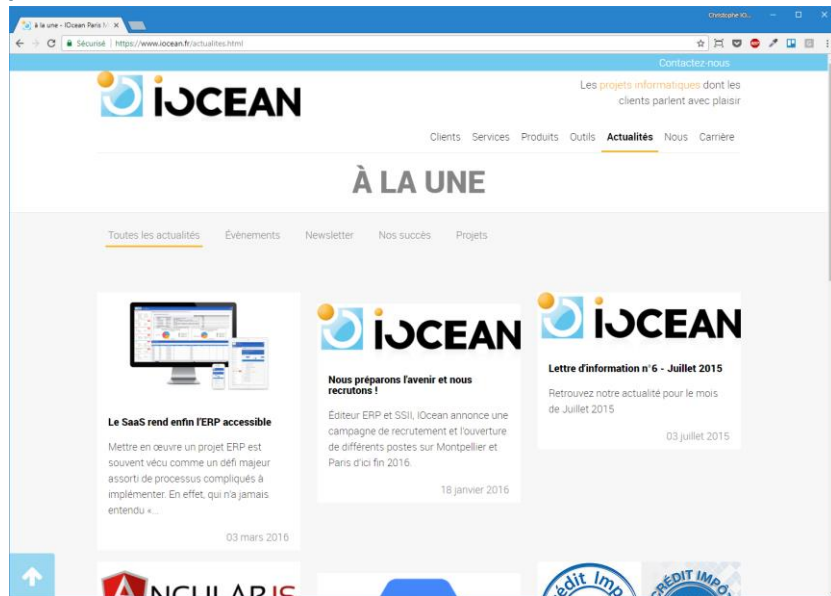 à la une - IOcean Paris
Christophe IO...
Sécurisé | https://www.iocean.fr/actualites.html
Contactez-nous
iOCEAN
Les projets informatiques dont les
clients parlent avec plaisir
Clients Services Produits Outils Actualités Nous Carrière
À LA UNE
Toutes les actualités Évènements Newsletter Nos succès Projets
Le SaaS rend enfin l'ERP accessible
Mettre en œuvre un projet ERP est
souvent vécu comme un défi majeur
assorti de processus compliqués à
implémenter. En effet, qui n'a jamais
entendu «...
03 mars 2016
iOCEAN
Nous préparons l'avenir et nous
recrutons !
Éditeur ERP et SSII, IOcean annonce une
campagne de recrutement et l'ouverture
de différents postes sur Montpellier et
Paris d'ici fin 2016.
18 janvier 2016
iOCEAN
Lettre d'information n°6 - Juillet 2015
Retrouvez notre actualité pour le mois
de Juillet 2015
03 juillet 2015
ANGULARJS
Crédit Impô
CRÉDIT IMPÔ